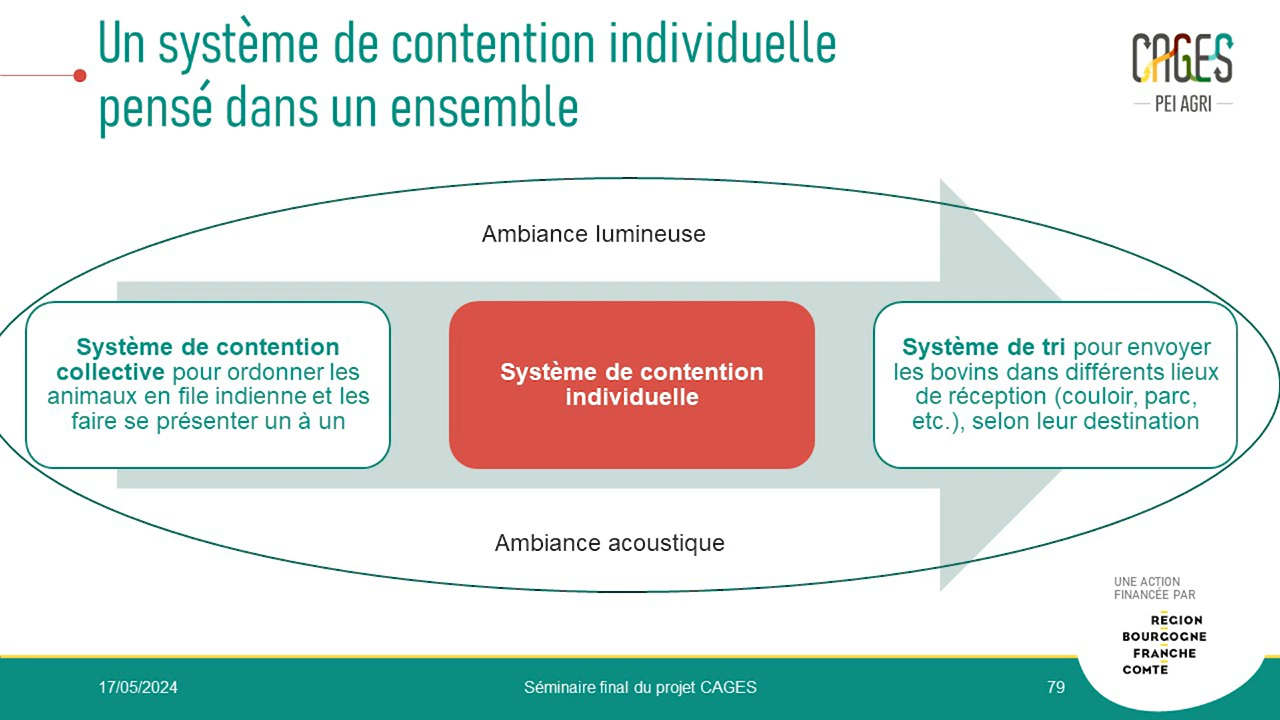 Un système de contention individuelle
pensé dans un ensemble
CAGES
PEI AGRI
Ambiance lumineuse
Système de contention
collective pour ordonner les
animaux en file indienne et les
faire se présenter un à un
Système de contention
individuelle
Système de tri pour envoyer
les bovins dans différents lieux
de réception (couloir, parc,
etc.), selon leur destination
Ambiance acoustique
UNE ACTION
FINANCÉE PAR
RÉGION
BOURGOGNE
FRANCHE
COMTÉ
17/05/2024
Séminaire final du projet CAGES
79